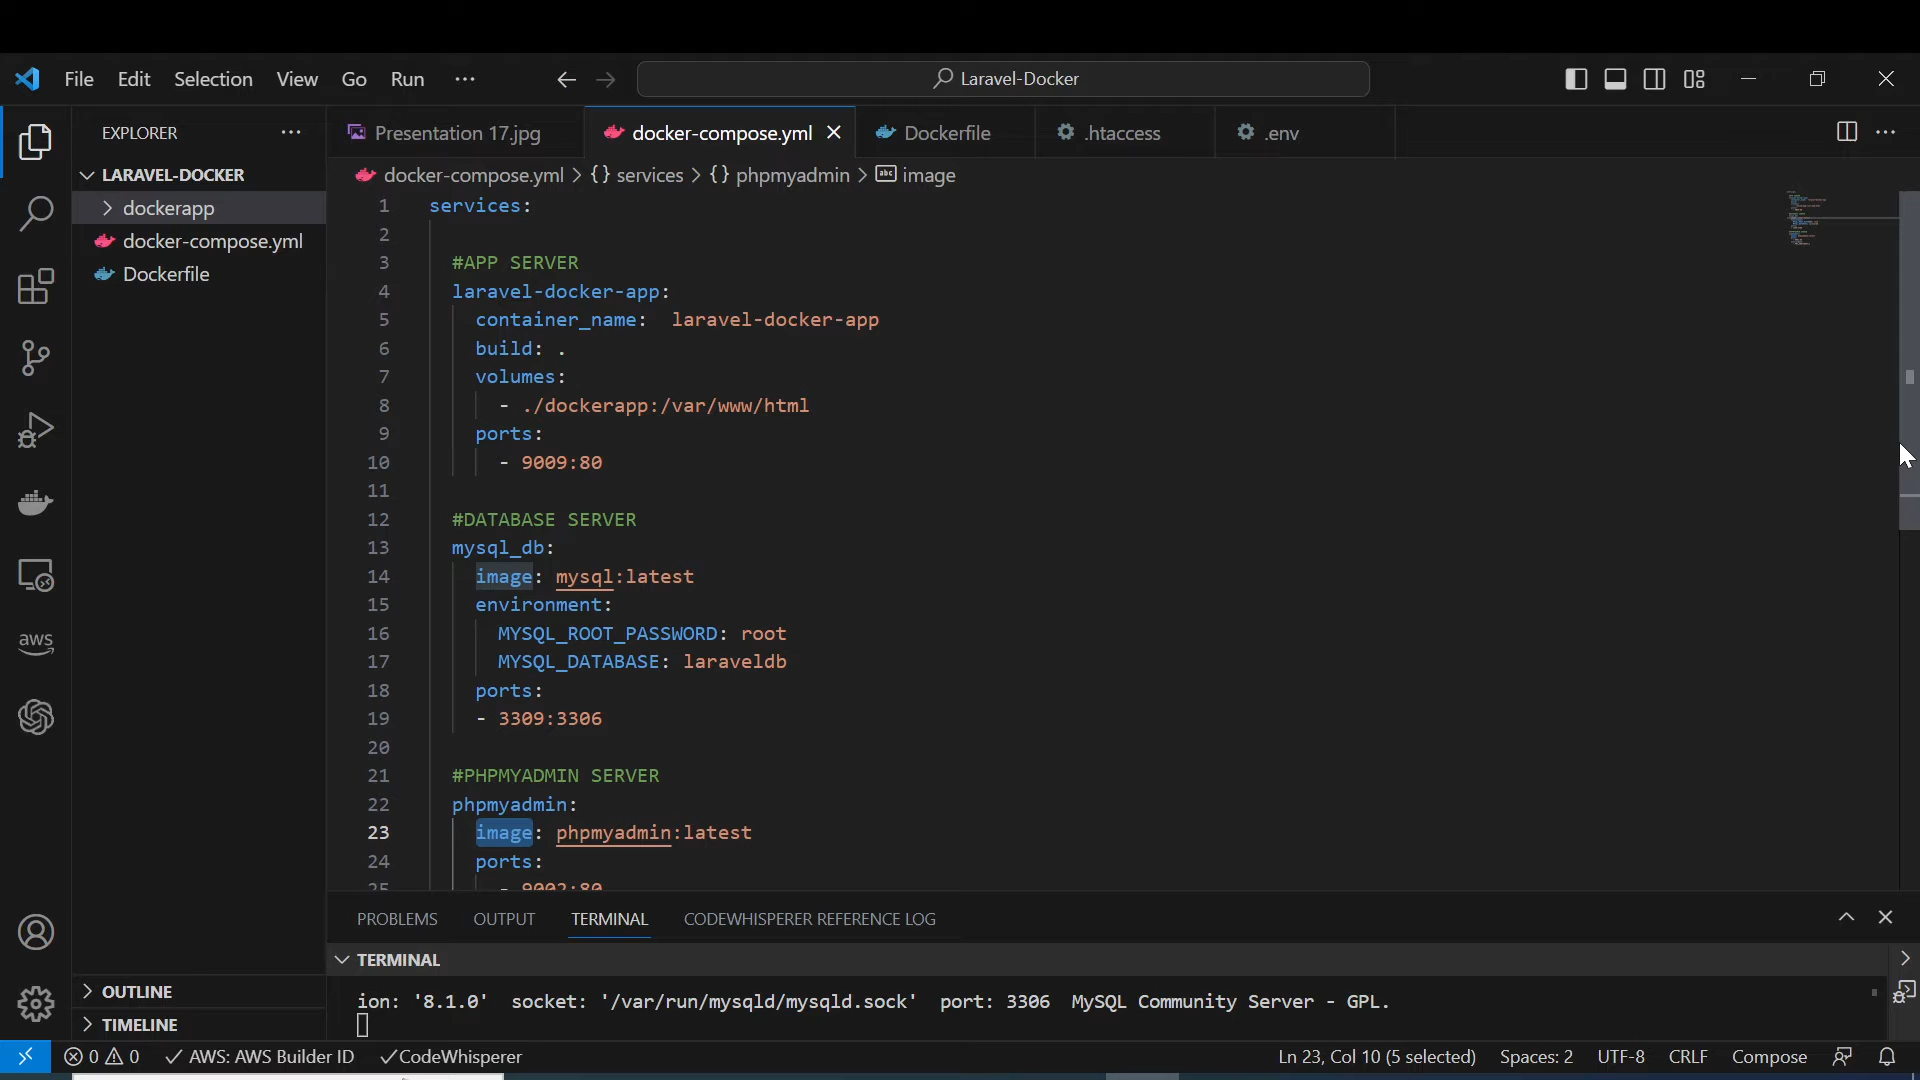 File Edit Selection View Go Run ··· Laravel-Docker
EXPLORER ···
LARAVEL-DOCKER
dockerapp
docker-compose.yml
Dockerfile
OUTLINE
TIMELINE
aws
Presentation 17.jpg docker-compose.yml Dockerfile .htaccess .env
docker-compose.yml > {} services > {} phpmyadmin > abc image
1 services:
2
3 #APP SERVER
4 laravel-docker-app:
5 container_name:  laravel-docker-app
6 build: .
7 volumes:
8 - ./dockerapp:/var/www/html
9 ports:
10 - 9009:80
11
12 #DATABASE SERVER
13 mysql_db:
14 image: mysql:latest
15 environment:
16 MYSQL_ROOT_PASSWORD: root
17 MYSQL_DATABASE: laraveldb
18 ports:
19 - 3309:3306
20
21 #PHPMYADMIN SERVER
22 phpmyadmin:
23 image: phpmyadmin:latest
24 ports:
25 - 9002:80
PROBLEMS OUTPUT TERMINAL CODEWHISPERER REFERENCE LOG
TERMINAL
ion: '8.1.0'  socket: '/var/run/mysqld/mysqld.sock'  port: 3306  MySQL Community Server - GPL.
0 0 AWS: AWS Builder ID CodeWhisperer Ln 23, Col 10 (5 selected) Spaces: 2 UTF-8 CRLF Compose